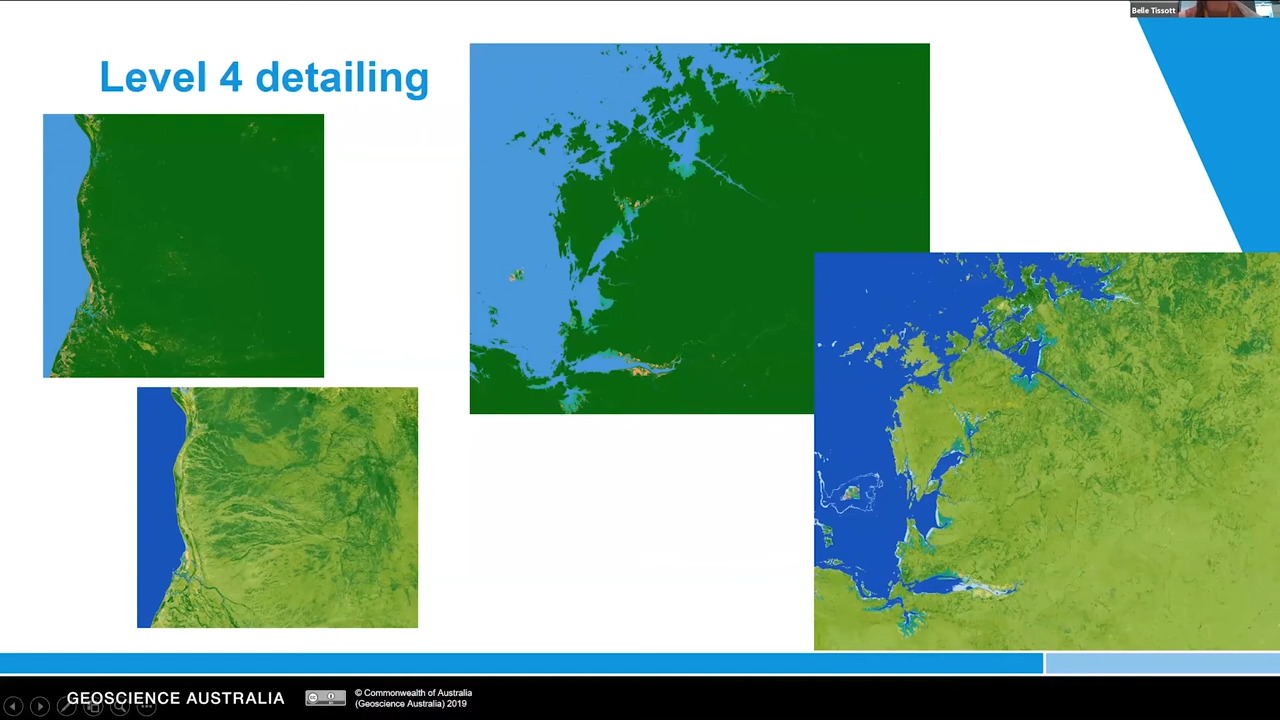 Belle Tissott
Level 4 detailing
GEOSCIENCE AUSTRALIA
© Commonwealth of Australia
(Geoscience Australia) 2019